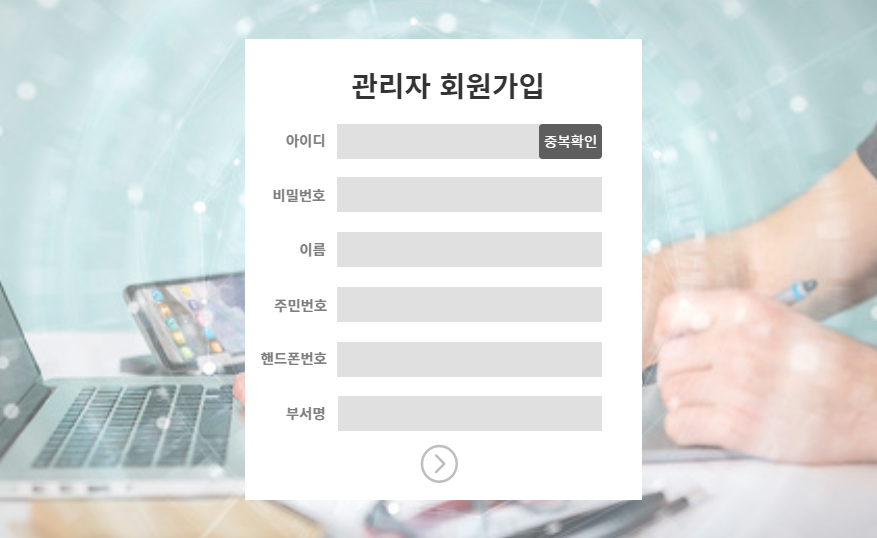 관리자 회원가입
아이디 중복확인
비밀번호
이름
주민번호
핸드폰번호
부서명